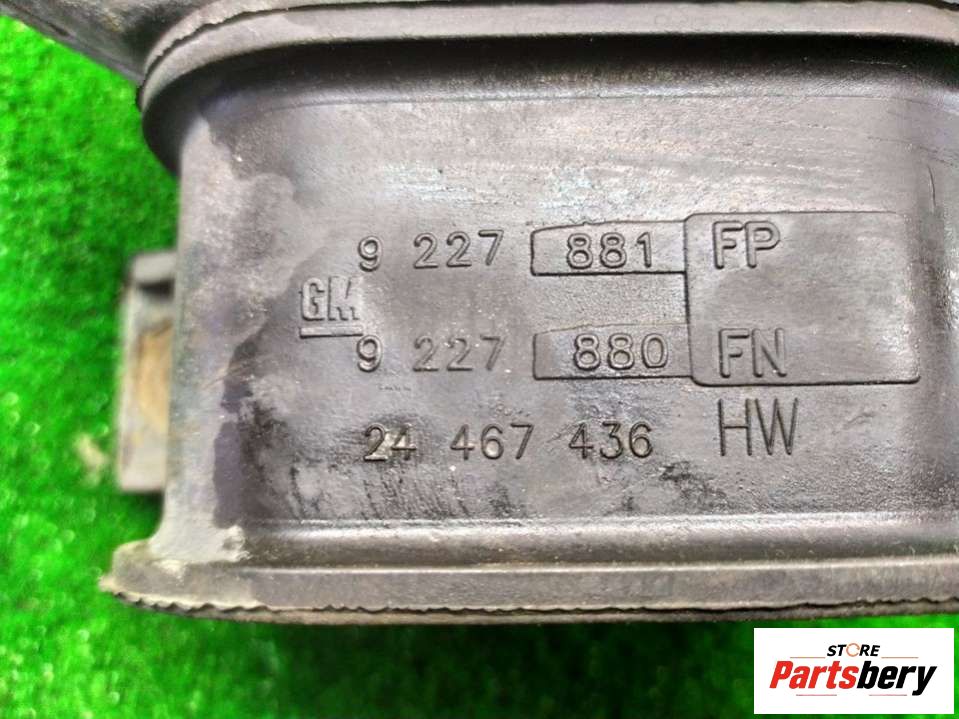 9 227 881 FP
GM
9 227 880 FN
24 467 436 HW
STORE
Partsbery